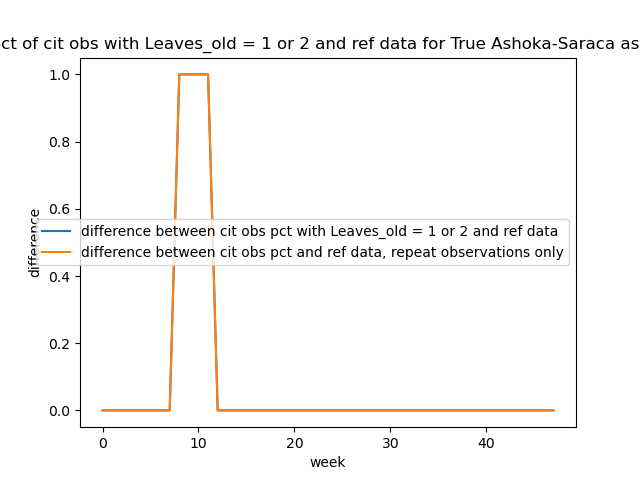 ct of cit obs with Leaves_old = 1 or 2 and ref data for True Ashoka-Saraca as
1.0
0.8
0.6
0.4
0.2
0.0
difference
difference between cit obs pct with Leaves_old = 1 or 2 and ref data
difference between cit obs pct and ref data, repeat observations only
0 10 20 30 40
week